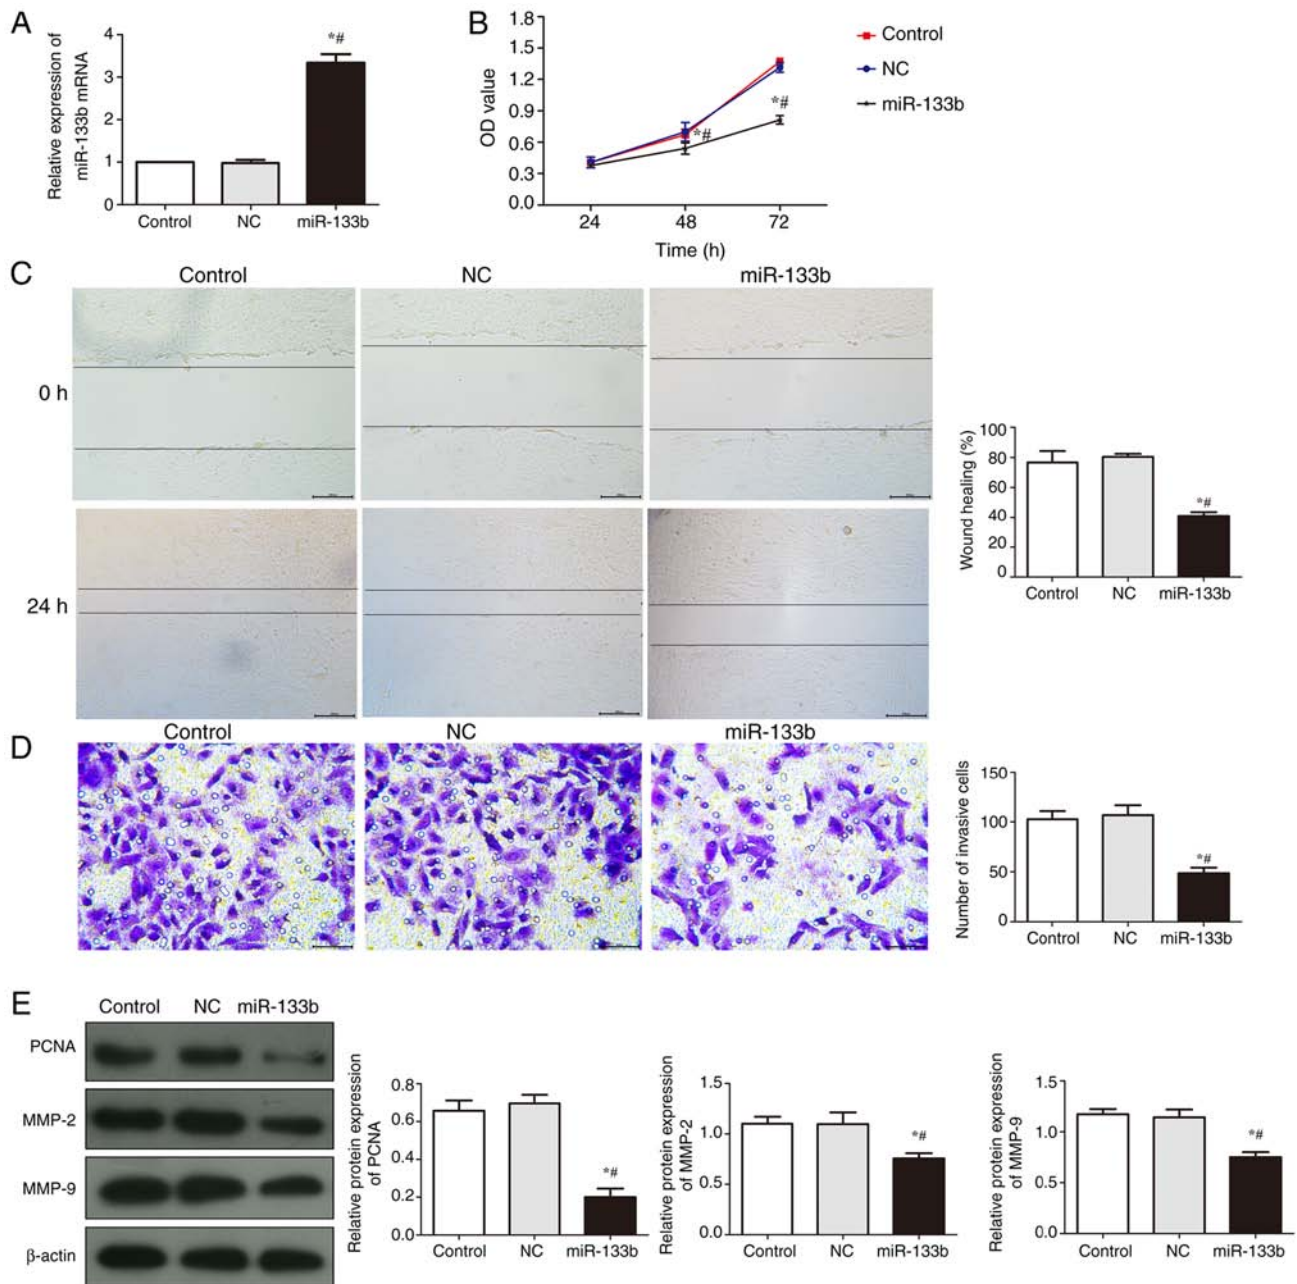 A
Relative expression of
miR-133b mRNA
4
3
2
1
0
*#
Control
NC
miR-133b
B
OD value
1.8
1.5
1.2
0.9
0.6
0.3
0.0
*#
*#
24
48
72
Time (h)
Control
NC
miR-133b
C
Control
NC
miR-133b
0 h
24 h
Wound healing (%)
100
80
60
40
20
0
*#
Control
NC
miR-133b
D
Control
NC
miR-133b
Number of invasive cells
150
100
50
0
*#
Control
NC
miR-133b
E
Control
NC
miR-133b
PCNA
MMP-2
MMP-9
β-actin
Relative protein expression
of PCNA
0.8
0.6
0.4
0.2
0.0
*#
Control
NC
miR-133b
Relative protein expression
of MMP-2
1.5
1.0
0.5
0.0
*#
Control
NC
miR-133b
Relative protein expression
of MMP-9
1.5
1.0
0.5
0.0
*#
Control
NC
miR-133b